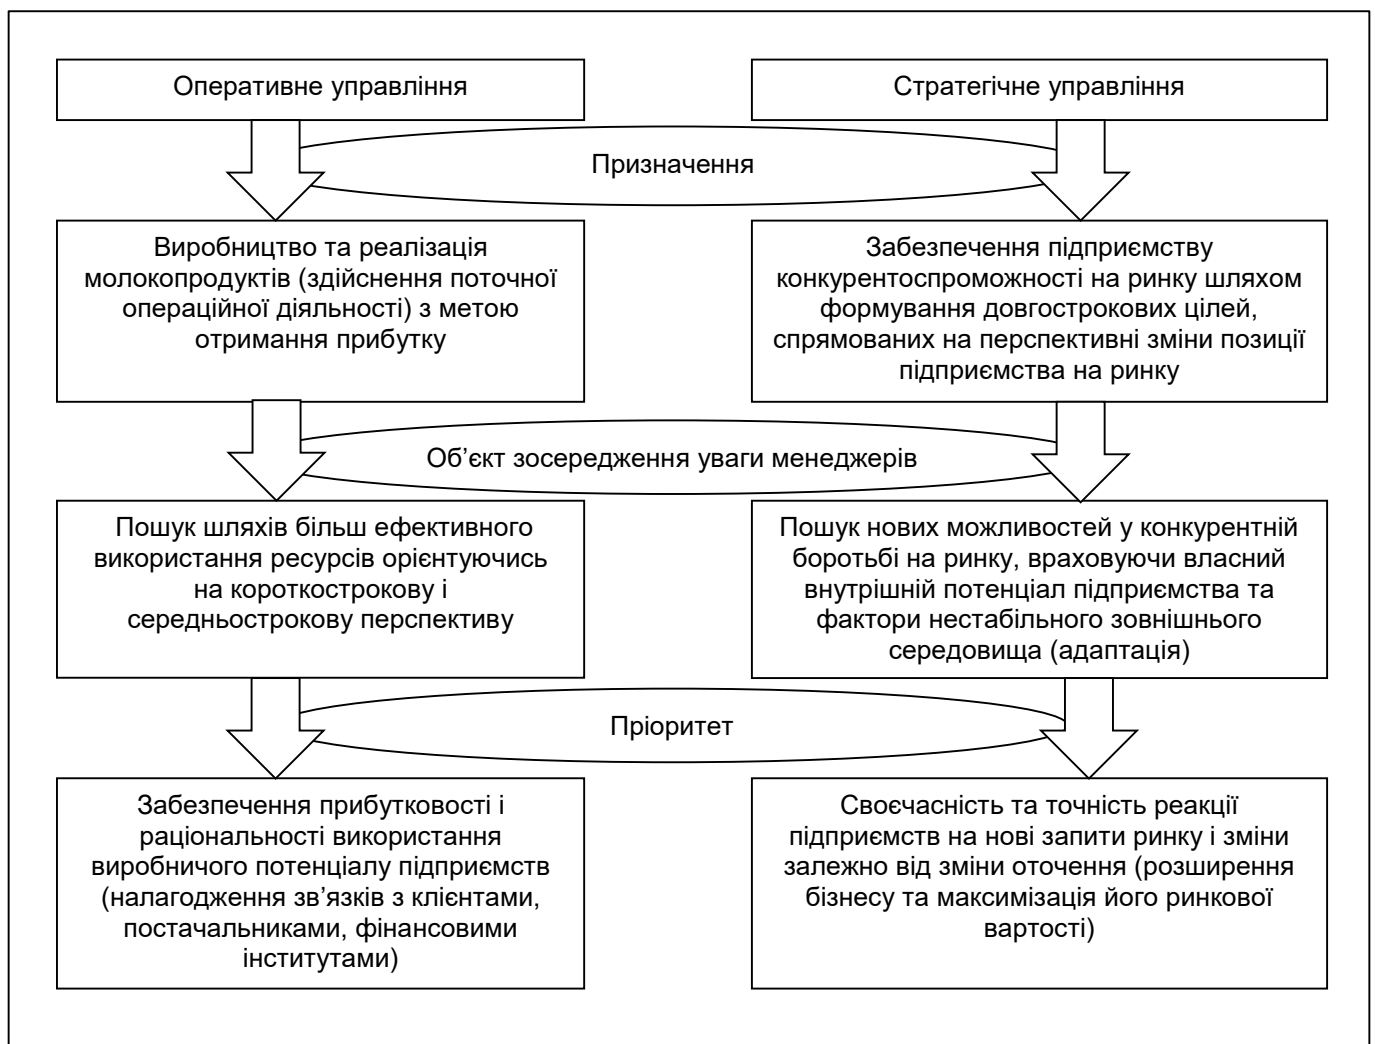 Оперативне управління
Стратегічне управління
Призначення
Виробництво та реалізація
молокопродуктів (здійснення поточної
операційної діяльності) з метою
отримання прибутку
Забезпечення підприємству
конкурентоспроможності на ринку шляхом
формування довгострокових цілей,
спрямованих на перспективні зміни позиції
підприємства на ринку
Об’єкт зосередження уваги менеджерів
Пошук шляхів більш ефективного
використання ресурсів орієнтуючись
на короткострокову і
середньострокову перспективу
Пошук нових можливостей у конкурентній
боротьбі на ринку, враховуючи власний
внутрішній потенціал підприємства та
фактори нестабільного зовнішнього
середовища (адаптація)
Пріоритет
Забезпечення прибутковості і
раціональності використання
виробничого потенціалу підприємств
(налагодження зв’язків з клієнтами,
постачальниками, фінансовими
інститутами)
Своєчасність та точність реакції
підприємств на нові запити ринку і зміни
залежно від зміни оточення (розширення
бізнесу та максимізація його ринкової
вартості)